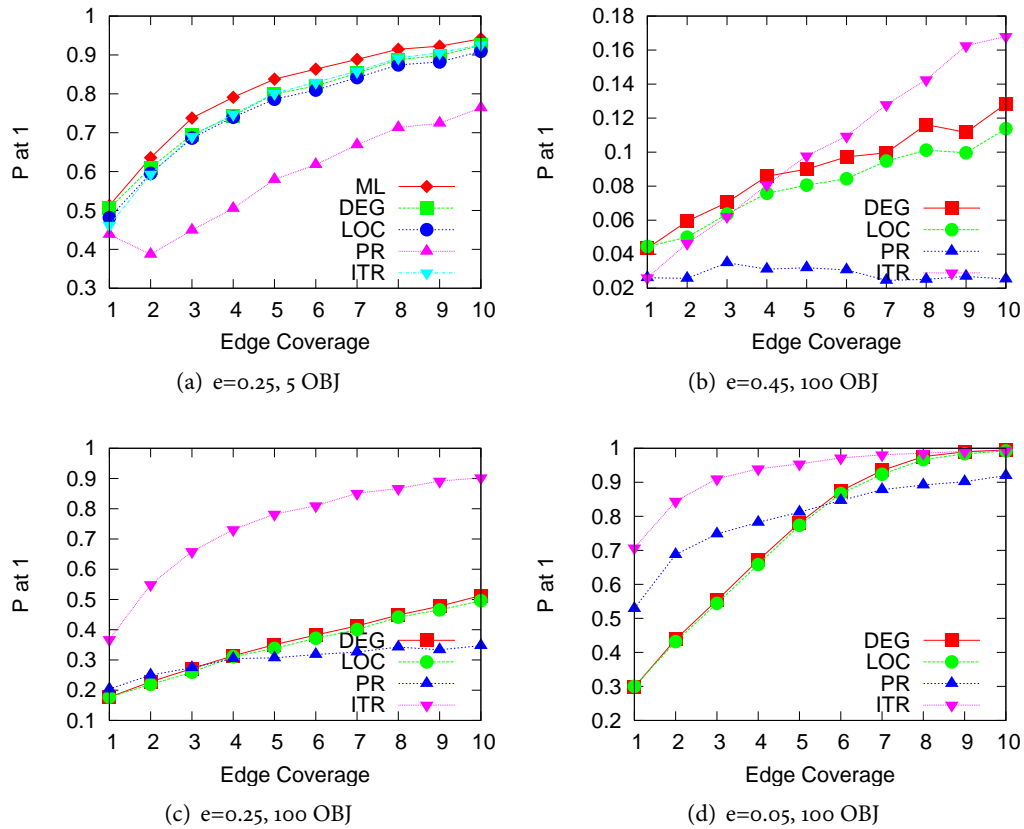 1
0.9
0.8
0.7
0.6
0.5
0.4
0.3
P at 1
ML
DEG
LOC
PR
ITR
1 2 3 4 5 6 7 8 9 10
Edge Coverage
(a) e=0.25, 5 OBJ
0.18
0.16
0.14
0.12
0.1
0.08
0.06
0.04
0.02
P at 1
DEG
LOC
PR
ITR
1 2 3 4 5 6 7 8 9 10
Edge Coverage
(b) e=0.45, 100 OBJ
1
0.9
0.8
0.7
0.6
0.5
0.4
0.3
0.2
0.1
P at 1
DEG
LOC
PR
ITR
1 2 3 4 5 6 7 8 9 10
Edge Coverage
(c) e=0.25, 100 OBJ
1
0.9
0.8
0.7
0.6
0.5
0.4
0.3
0.2
P at 1
DEG
LOC
PR
ITR
1 2 3 4 5 6 7 8 9 10
Edge Coverage
(d) e=0.05, 100 OBJ